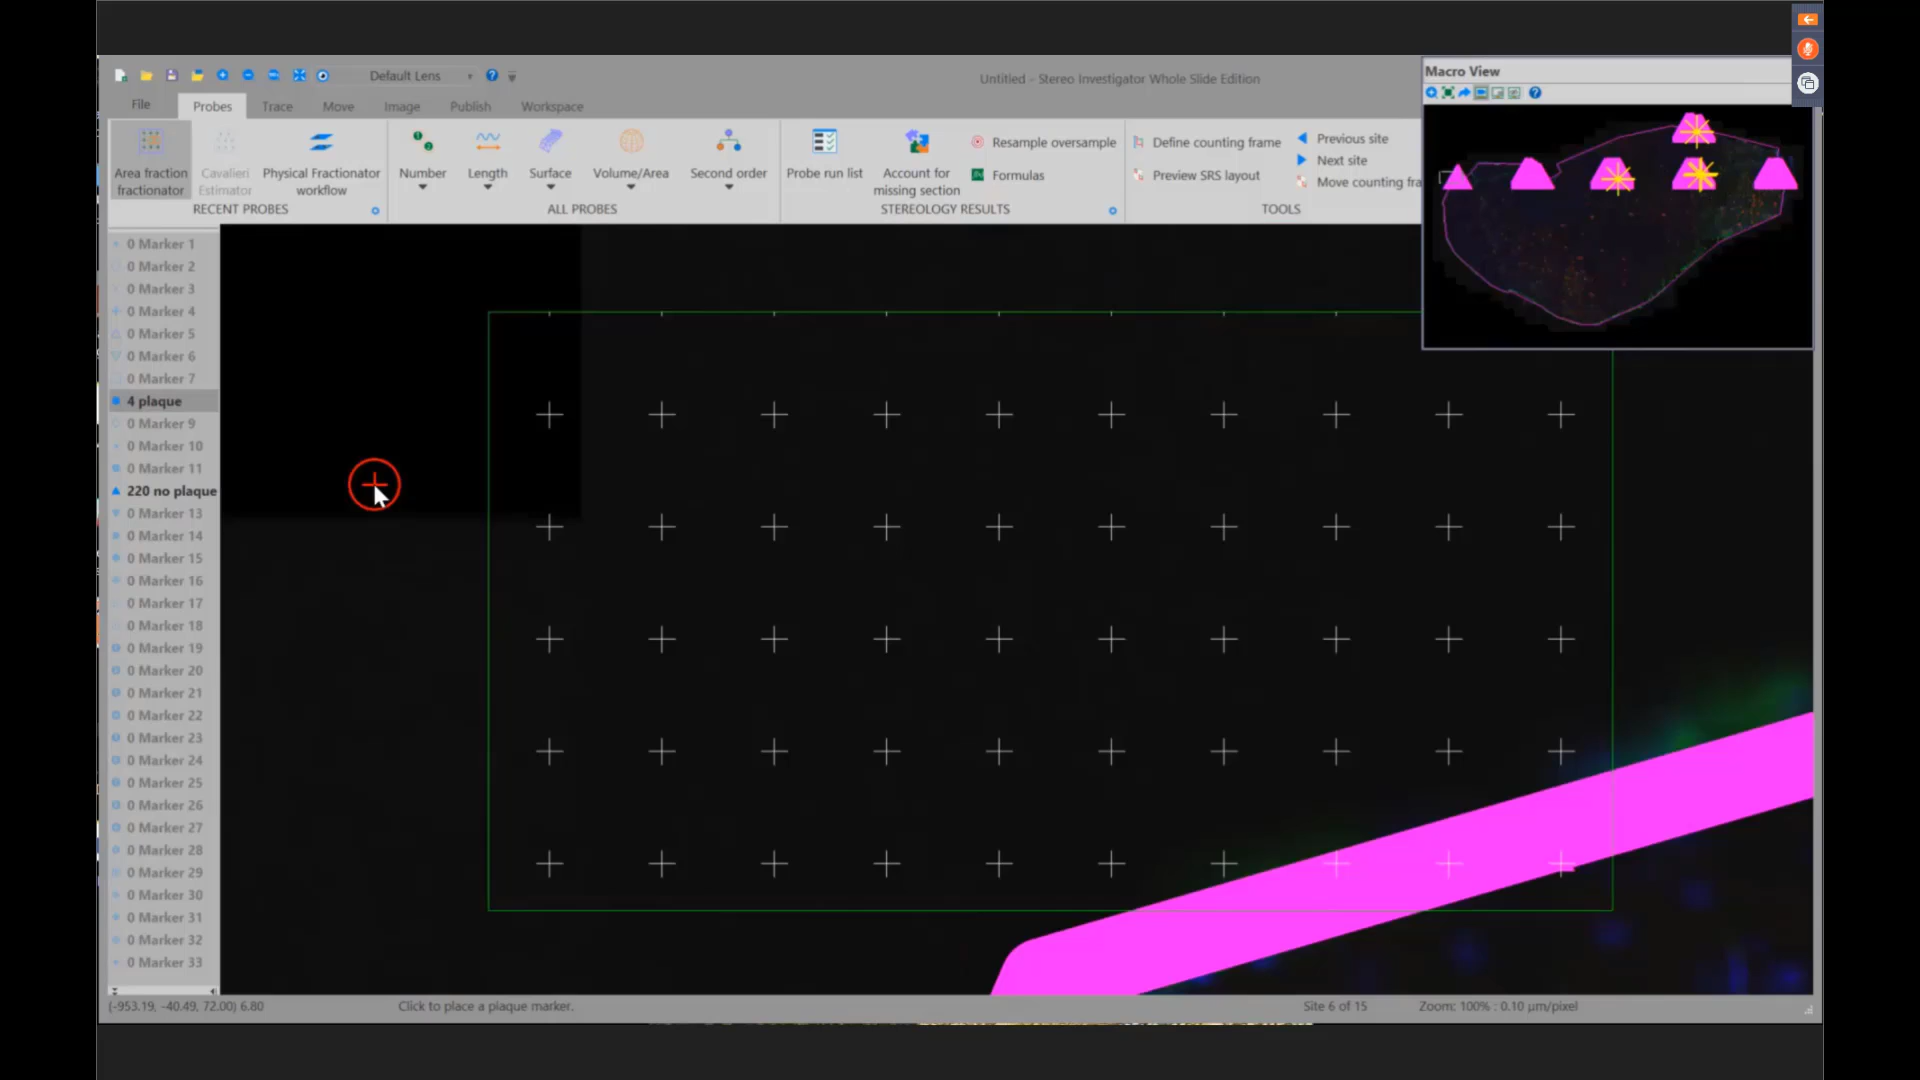 Default Lens
Untitled - Stereo Investigator Whole Slide Edition
Macro View
File Probes Trace Move Image Publish Workspace
Area fraction fractionator
Cavalieri Estimator
Physical Fractionator workflow
RECENT PROBES
Number
Length
Surface
Volume/Area
Second order
ALL PROBES
Probe run list
Account for missing section
Resample oversample
Formulas
STEREOLOGY RESULTS
Define counting frame
Preview SRS layout
Previous site
Next site
Move counting fra
TOOLS
0 Marker 1
0 Marker 2
0 Marker 3
0 Marker 4
0 Marker 5
0 Marker 6
0 Marker 7
4 plaque
0 Marker 9
0 Marker 10
0 Marker 11
220 no plaque
0 Marker 13
0 Marker 14
0 Marker 15
0 Marker 16
0 Marker 17
0 Marker 18
0 Marker 19
0 Marker 20
0 Marker 21
0 Marker 22
0 Marker 23
0 Marker 24
0 Marker 25
0 Marker 26
0 Marker 27
0 Marker 28
0 Marker 29
0 Marker 30
0 Marker 31
0 Marker 32
0 Marker 33
(-953.19, -40.49, 72.00) 6.80
Click to place a plaque marker.
Site 6 of 15
Zoom: 100% : 0.10 µm/pixel